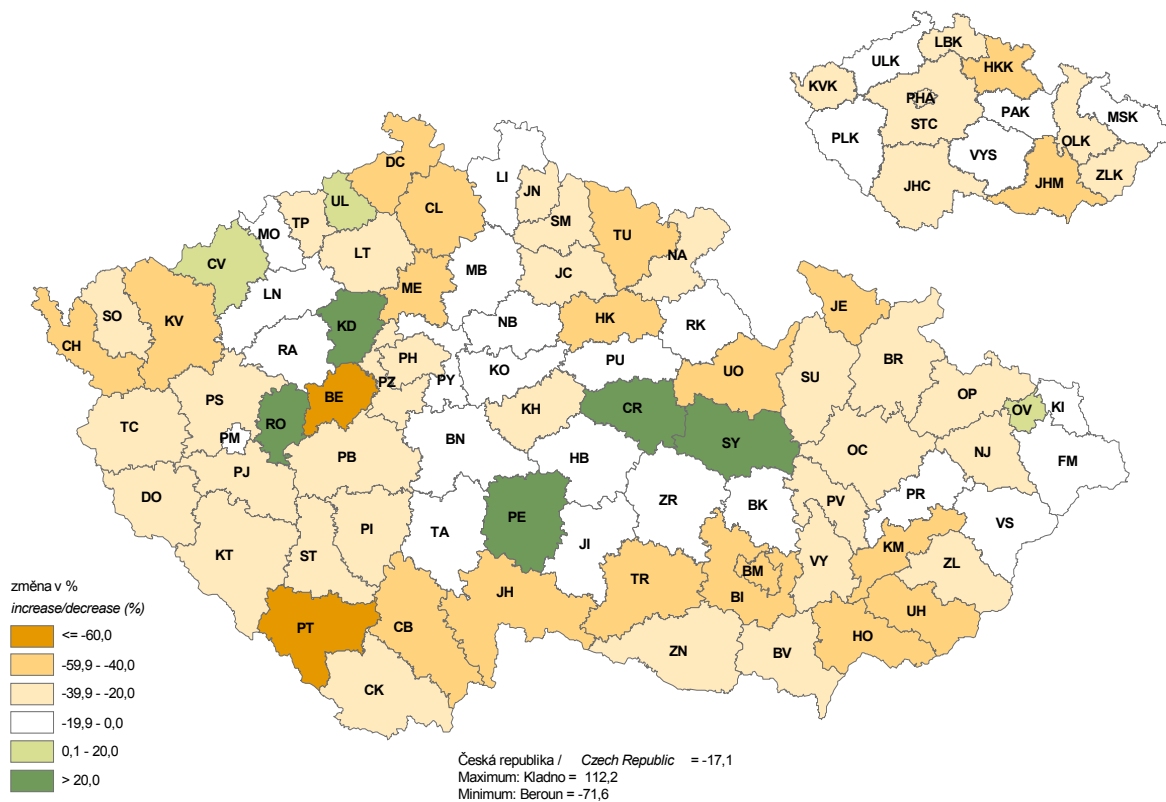 LBK
ULK
HKK
KVK
PHA
PAK
MSK
STC
PLK
OLK
VYS
ZLK
JHC
JHM
DC
LI
JN
UL
TP
CL
SM
MO
TU
LT
NA
CV
MB
JC
ME
LN
SO
KV
JE
CH
KD
NB
HK
RK
RA
PH
PU
BR
KO
PZ
PY
UO
SU
OP
BE
PS
KH
CR
OV
KI
RO
TC
PM
BN
SY
OC
NJ
PB
HB
FM
PJ
DO
ZR
PR
BK
PV
PE
VS
PI
TA
JI
KT
ST
KM
VY
ZL
TR
BM
JH
BI
UH
PT
CB
HO
ZN
BV
CK
změna v %
increase/decrease (%)
<= -60,0
-59,9 - -40,0
-39,9 - -20,0
-19,9 - 0,0
0,1 - 20,0
> 20,0
Česká republika / Czech Republic = -17,1
Maximum: Kladno = 112,2
Minimum: Beroun = -71,6